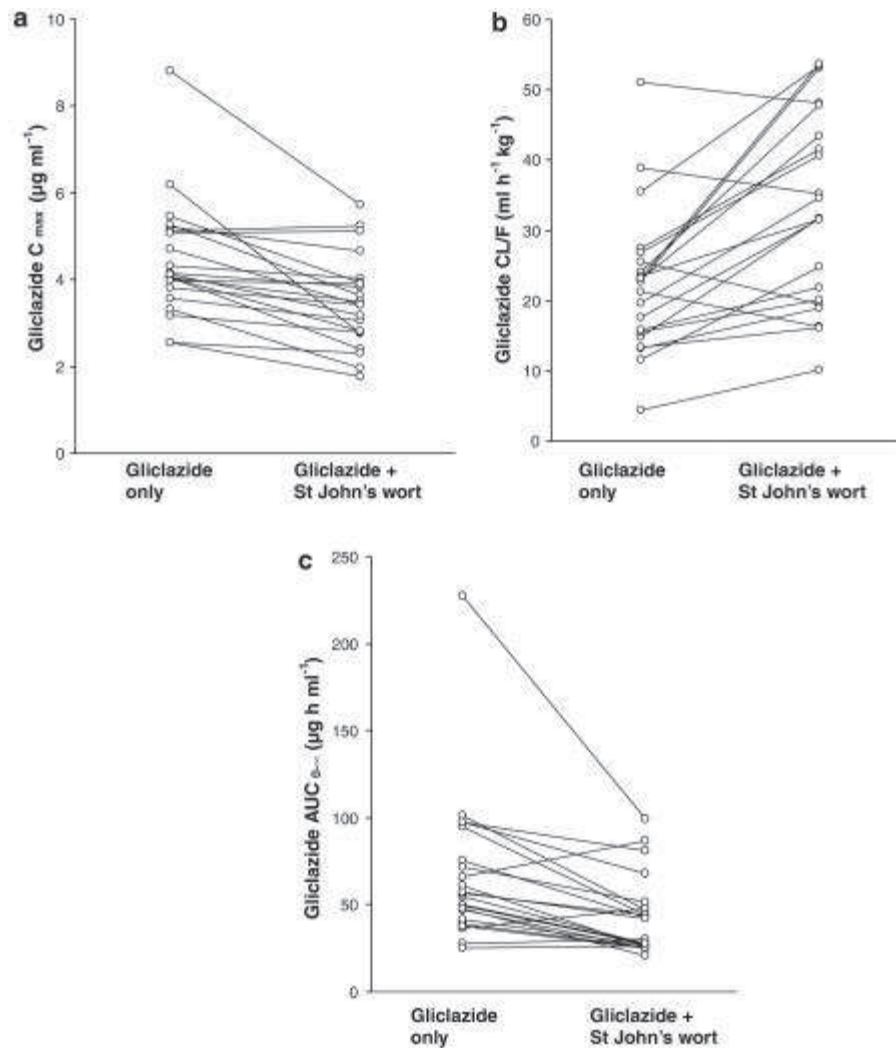 a
10
8
6
4
2
0
Gliclazide C max (µg ml⁻¹)
Gliclazide
only
Gliclazide +
St John's wort
b
60
50
40
30
20
10
0
Gliclazide CL/F (ml h⁻¹ kg⁻¹)
Gliclazide
only
Gliclazide +
St John's wort
c
250
200
150
100
50
0
Gliclazide AUC (µg h ml⁻¹)
Gliclazide
only
Gliclazide +
St John's wort